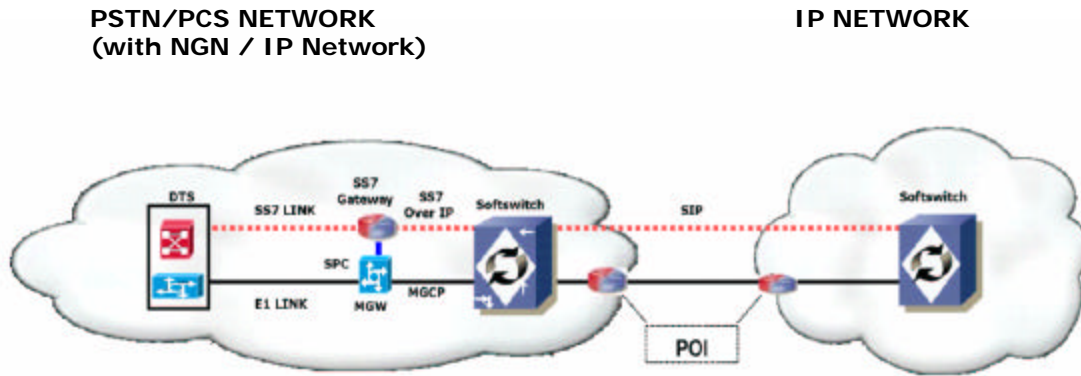 PSTN/PCS NETWORK
(with NGN / IP Network)
IP NETWORK
DTS
SS7 LINK
SS7
Gateway
SS7
Over IP
Softswitch
SIP
Softswitch
SPC
E1 LINK
MGW
MGCP
POI